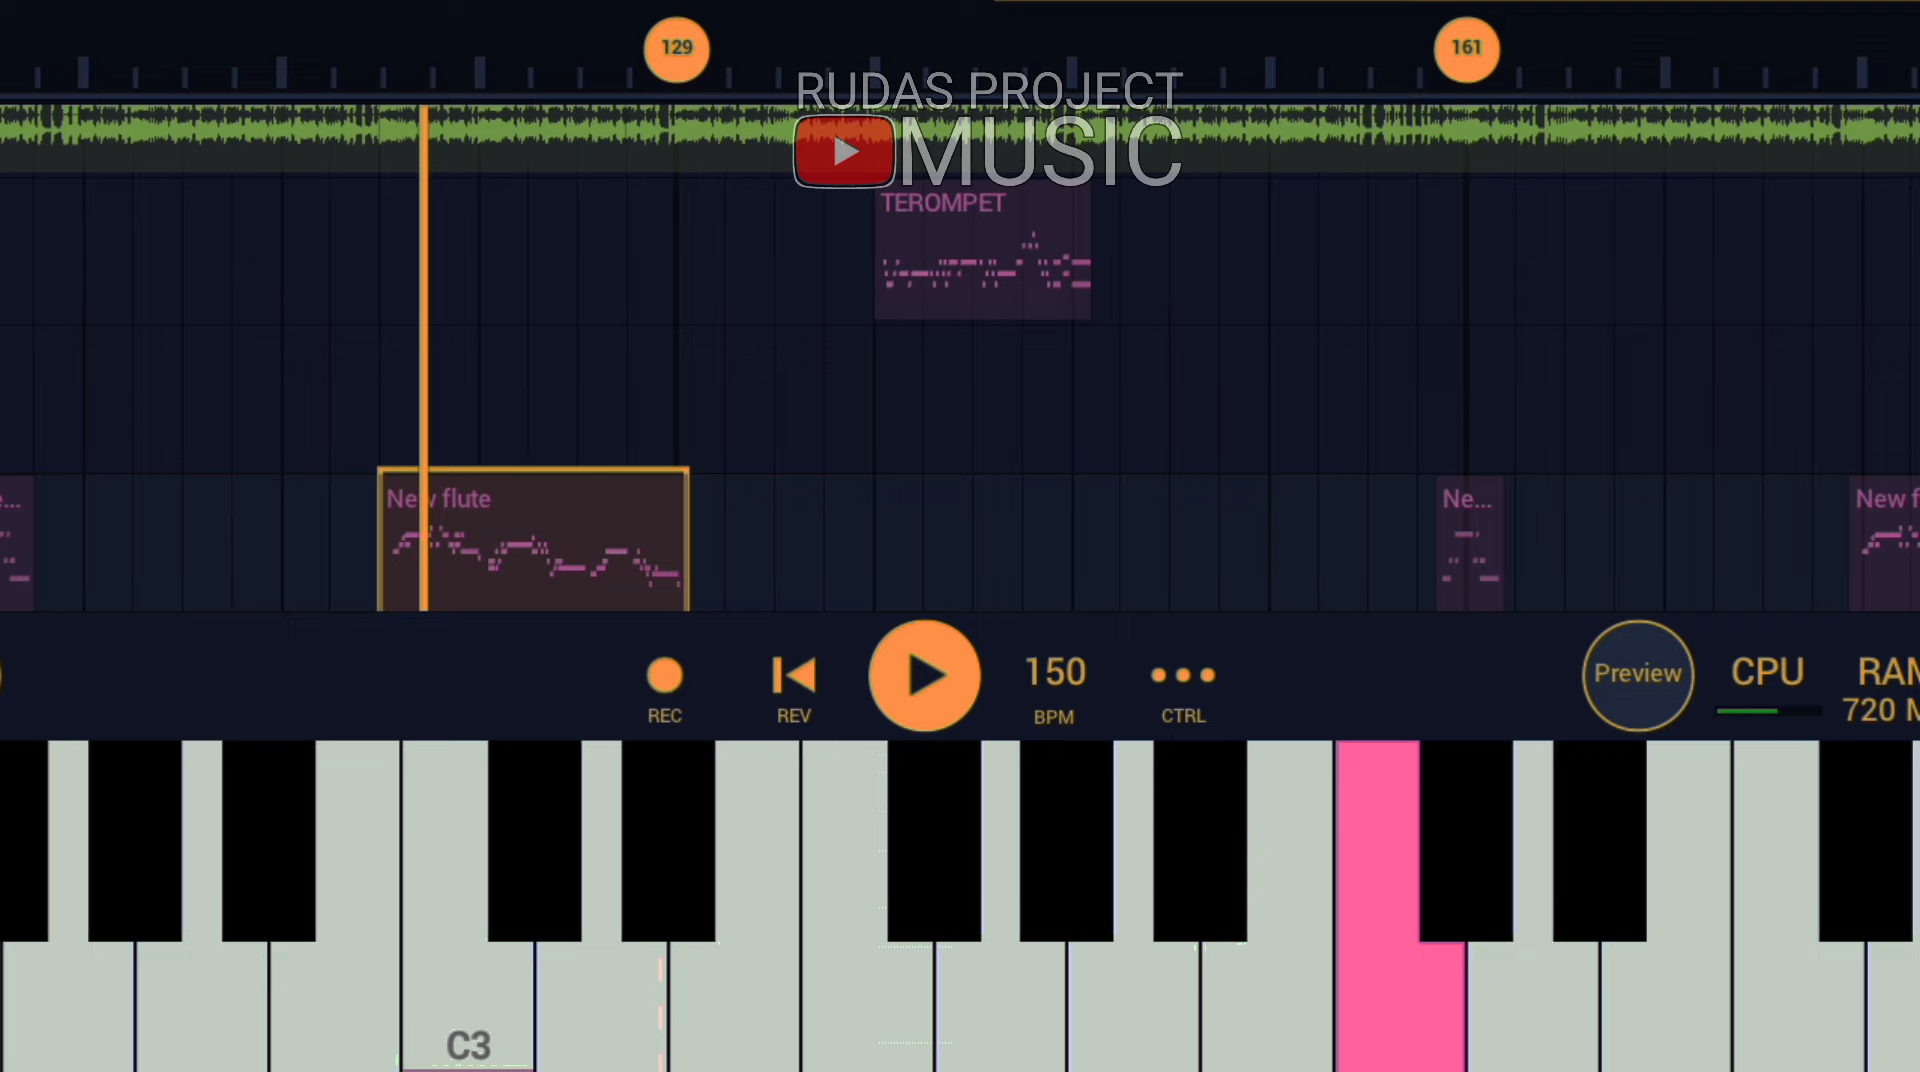 129
161
RUDAS PROJECT
MUSIC
TEROMPET
e...
New flute
Ne...
New f
REC
REV
150
BPM
CTRL
Preview
CPU
RAM
720 M
C3